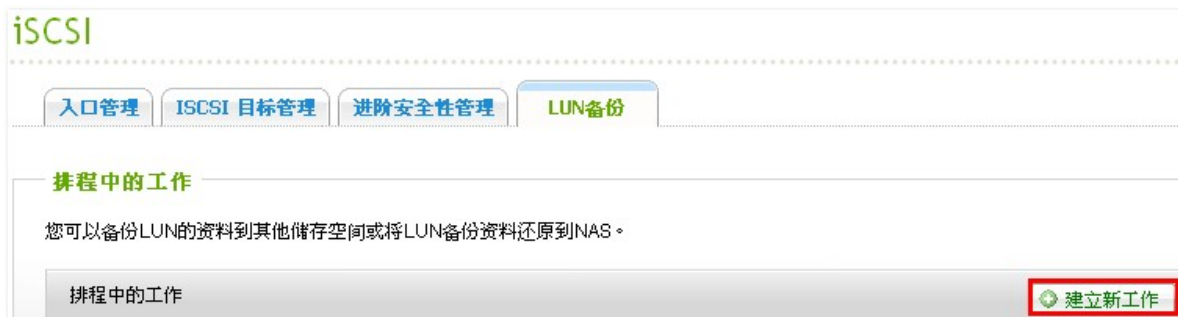 iSCSI
入口管理 ISCSI 目标管理 进阶安全性管理 LUN备份
排程中的工作
您可以备份LUN的资料到其他储存空间或将LUN备份资料还原到NAS。
排程中的工作 建立新工作